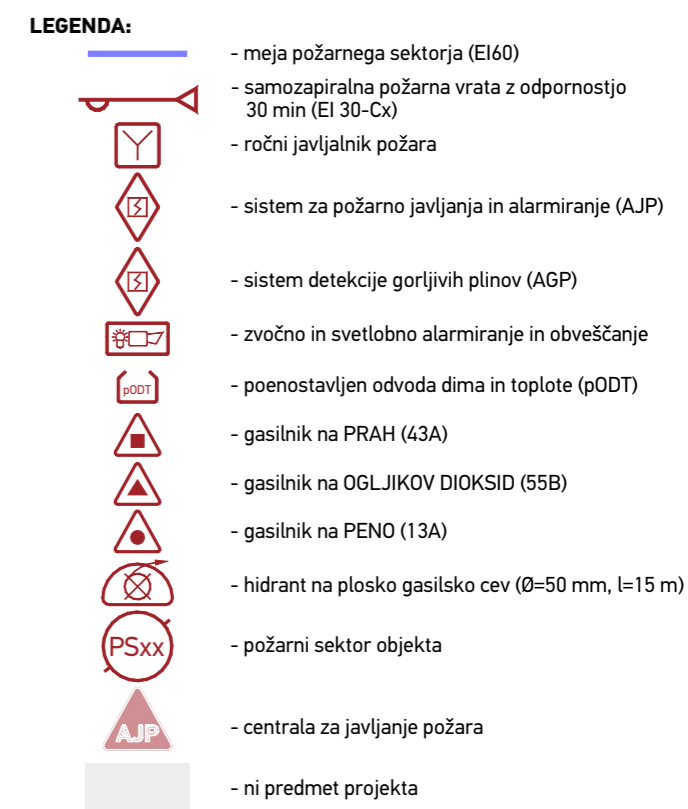 LEGENDA:
- meja požarnega sektorja (EI60)
- samozapiralna požarna vrata z odpornostjo
30 min (EI 30-Cx)
- ročni javljalnik požara
- sistem za požarno javljanja in alarmiranje (AJP)
- sistem detekcije gorljivih plinov (AGP)
- zvočno in svetlobno alarmiranje in obveščanje
pODT
- poenostavljen odvoda dima in toplote (pODT)
- gasilnik na PRAH (43A)
- gasilnik na OGLJIKOV DIOKSID (55B)
- gasilnik na PENO (13A)
- hidrant na plosko gasilsko cev (Ø=50 mm, l=15 m)
PSxx
- požarni sektor objekta
AJP
- centrala za javljanje požara
- ni predmet projekta